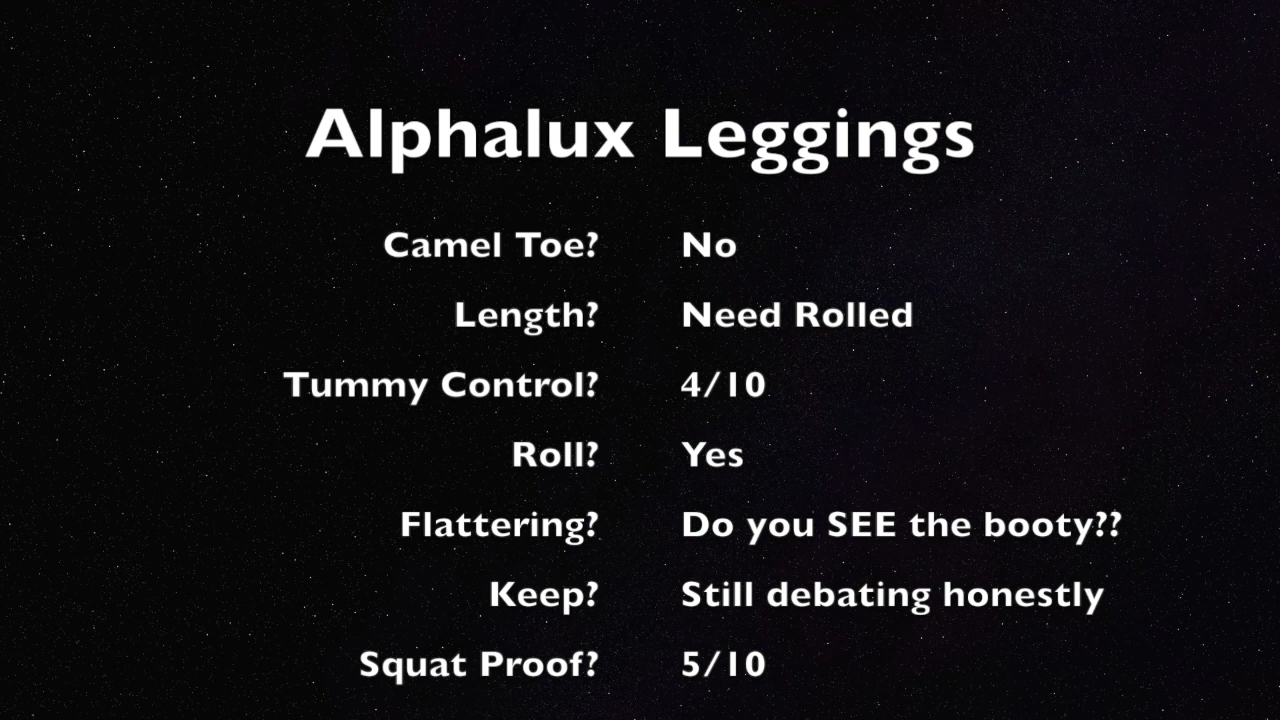 Alphalux Leggings
Camel Toe? No
Length? Need Rolled
Tummy Control? 4/10
Roll? Yes
Flattering? Do you SEE the booty??
Keep? Still debating honestly
Squat Proof? 5/10